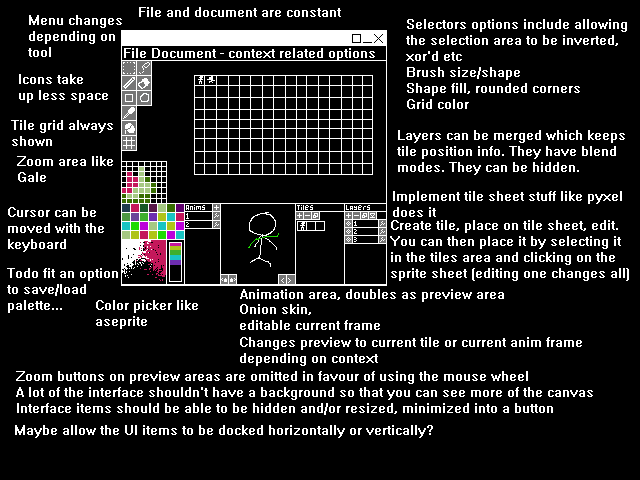 File and document are constant
Menu changes
depending on
tool
File Document - context related options
Selectors options include allowing
the selection area to be inverted,
xor'd etc
Brush size/shape
Shape fill, rounded corners
Grid color
Icons take
up less space
Tile grid always
shown
Zoom area like
Gale
Layers can be merged which keeps
tile position info. They have blend
modes. They can be hidden.
Cursor can be
moved with the
keyboard
Anims
1
2
Tiles
Layers
1
2
3
Implement tile sheet stuff like pyxel
does it
Create tile, place on tile sheet, edit.
You can then place it by selecting it
in the tiles area and clicking on the
sprite sheet (editing one changes all)
Todo fit an option
to save/load
palette...
Color picker like
aseprite
Animation area, doubles as preview area
Onion skin,
editable current frame
Changes preview to current tile or current anim frame
depending on context
Zoom buttons on preview areas are omitted in favour of using the mouse wheel
A lot of the interface shouldn't have a background so that you can see more of the canvas
Interface items should be able to be hidden and/or resized, minimized into a button
Maybe allow the UI items to be docked horizontally or vertically?